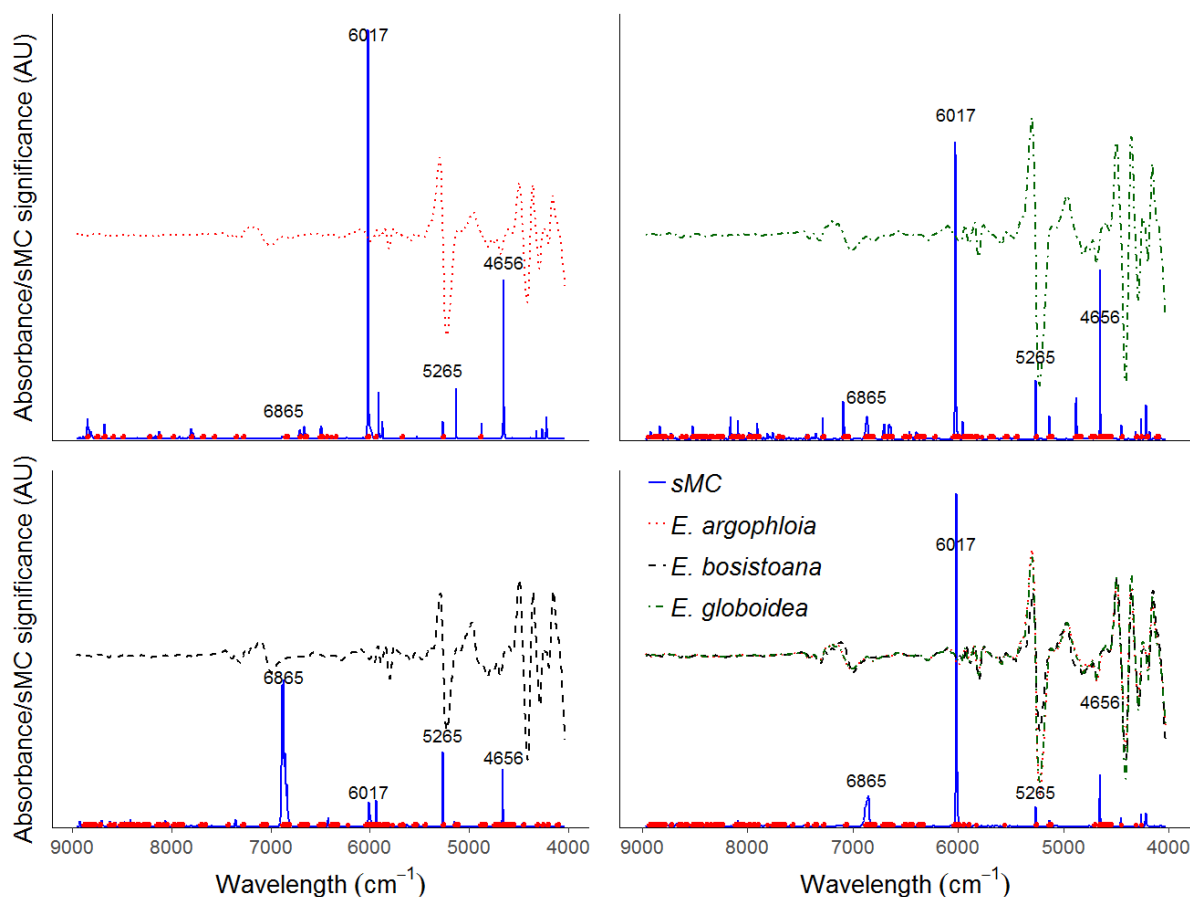 Absorbance/sMC significance (AU)
6017
4656
5265
6865
6017
4656
5265
6865
Absorbance/sMC significance (AU)
6865
5265
4656
6017
sMC
E. argophloia
E. bosistoana
E. globoidea
6017
4656
6865
5265
9000 8000 7000 6000 5000 4000
Wavelength (cm⁻¹)
9000 8000 7000 6000 5000 4000
Wavelength (cm⁻¹)